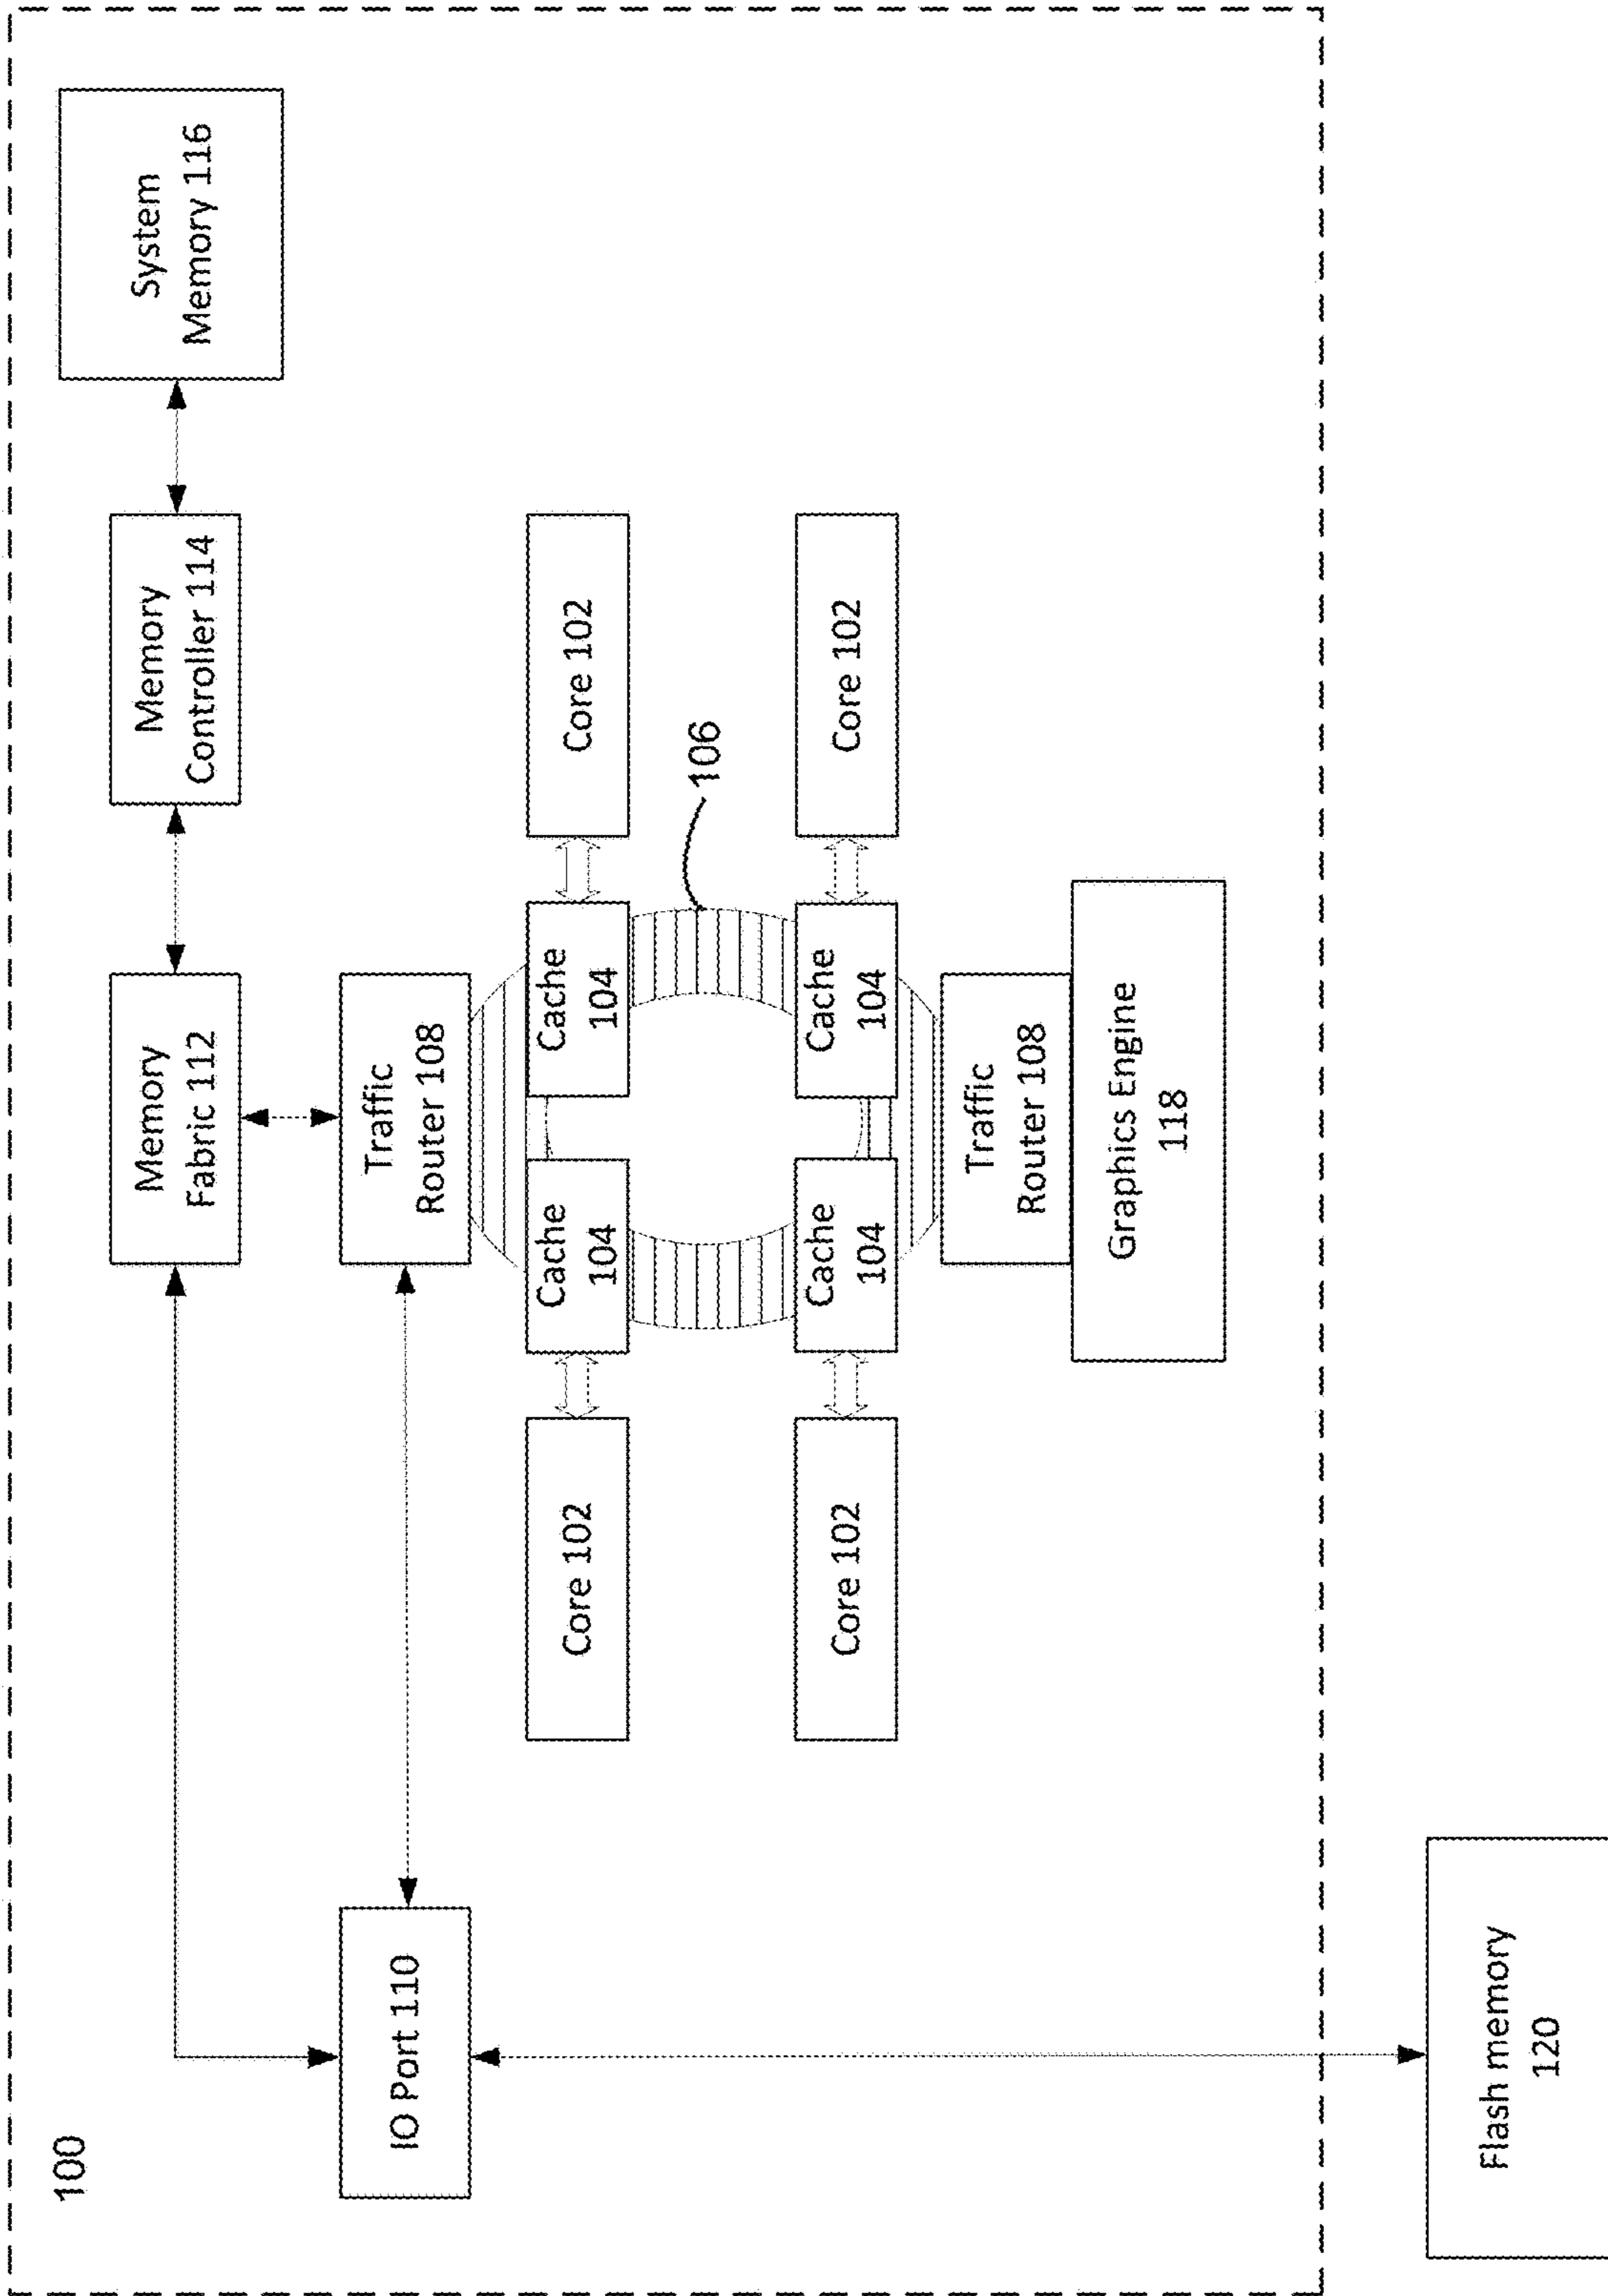 100
IO Port 110
Memory
Fabric 112
Memory
Controller 114
System
Memory 116
Traffic
Router 108
Core 102
Cache
104
Cache
104
Core 102
106
Core 102
Cache
104
Cache
104
Core 102
Traffic
Router 108
Graphics Engine
118
Flash memory
120